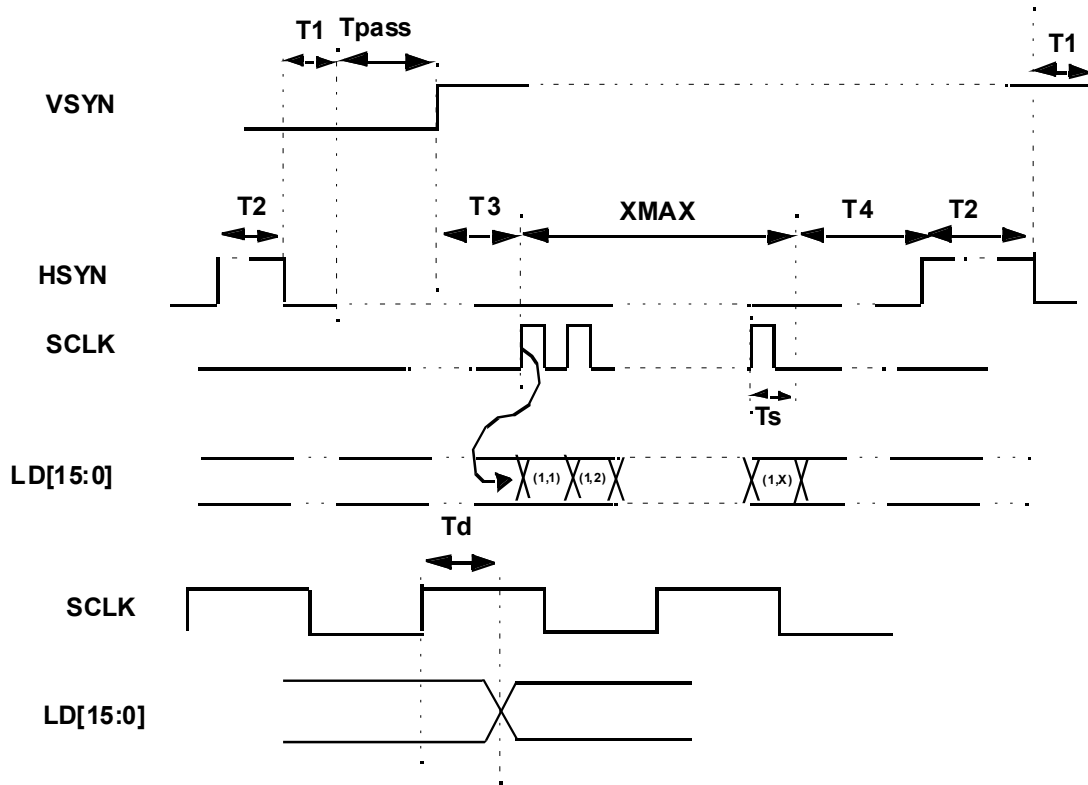 T1 Tpass T1
VSYN
T2 T3 XMAX T4 T2
HSYN
SCLK
Ts
LD[15:0] (1,1) (1,2) (1,X)
Td
SCLK
LD[15:0]